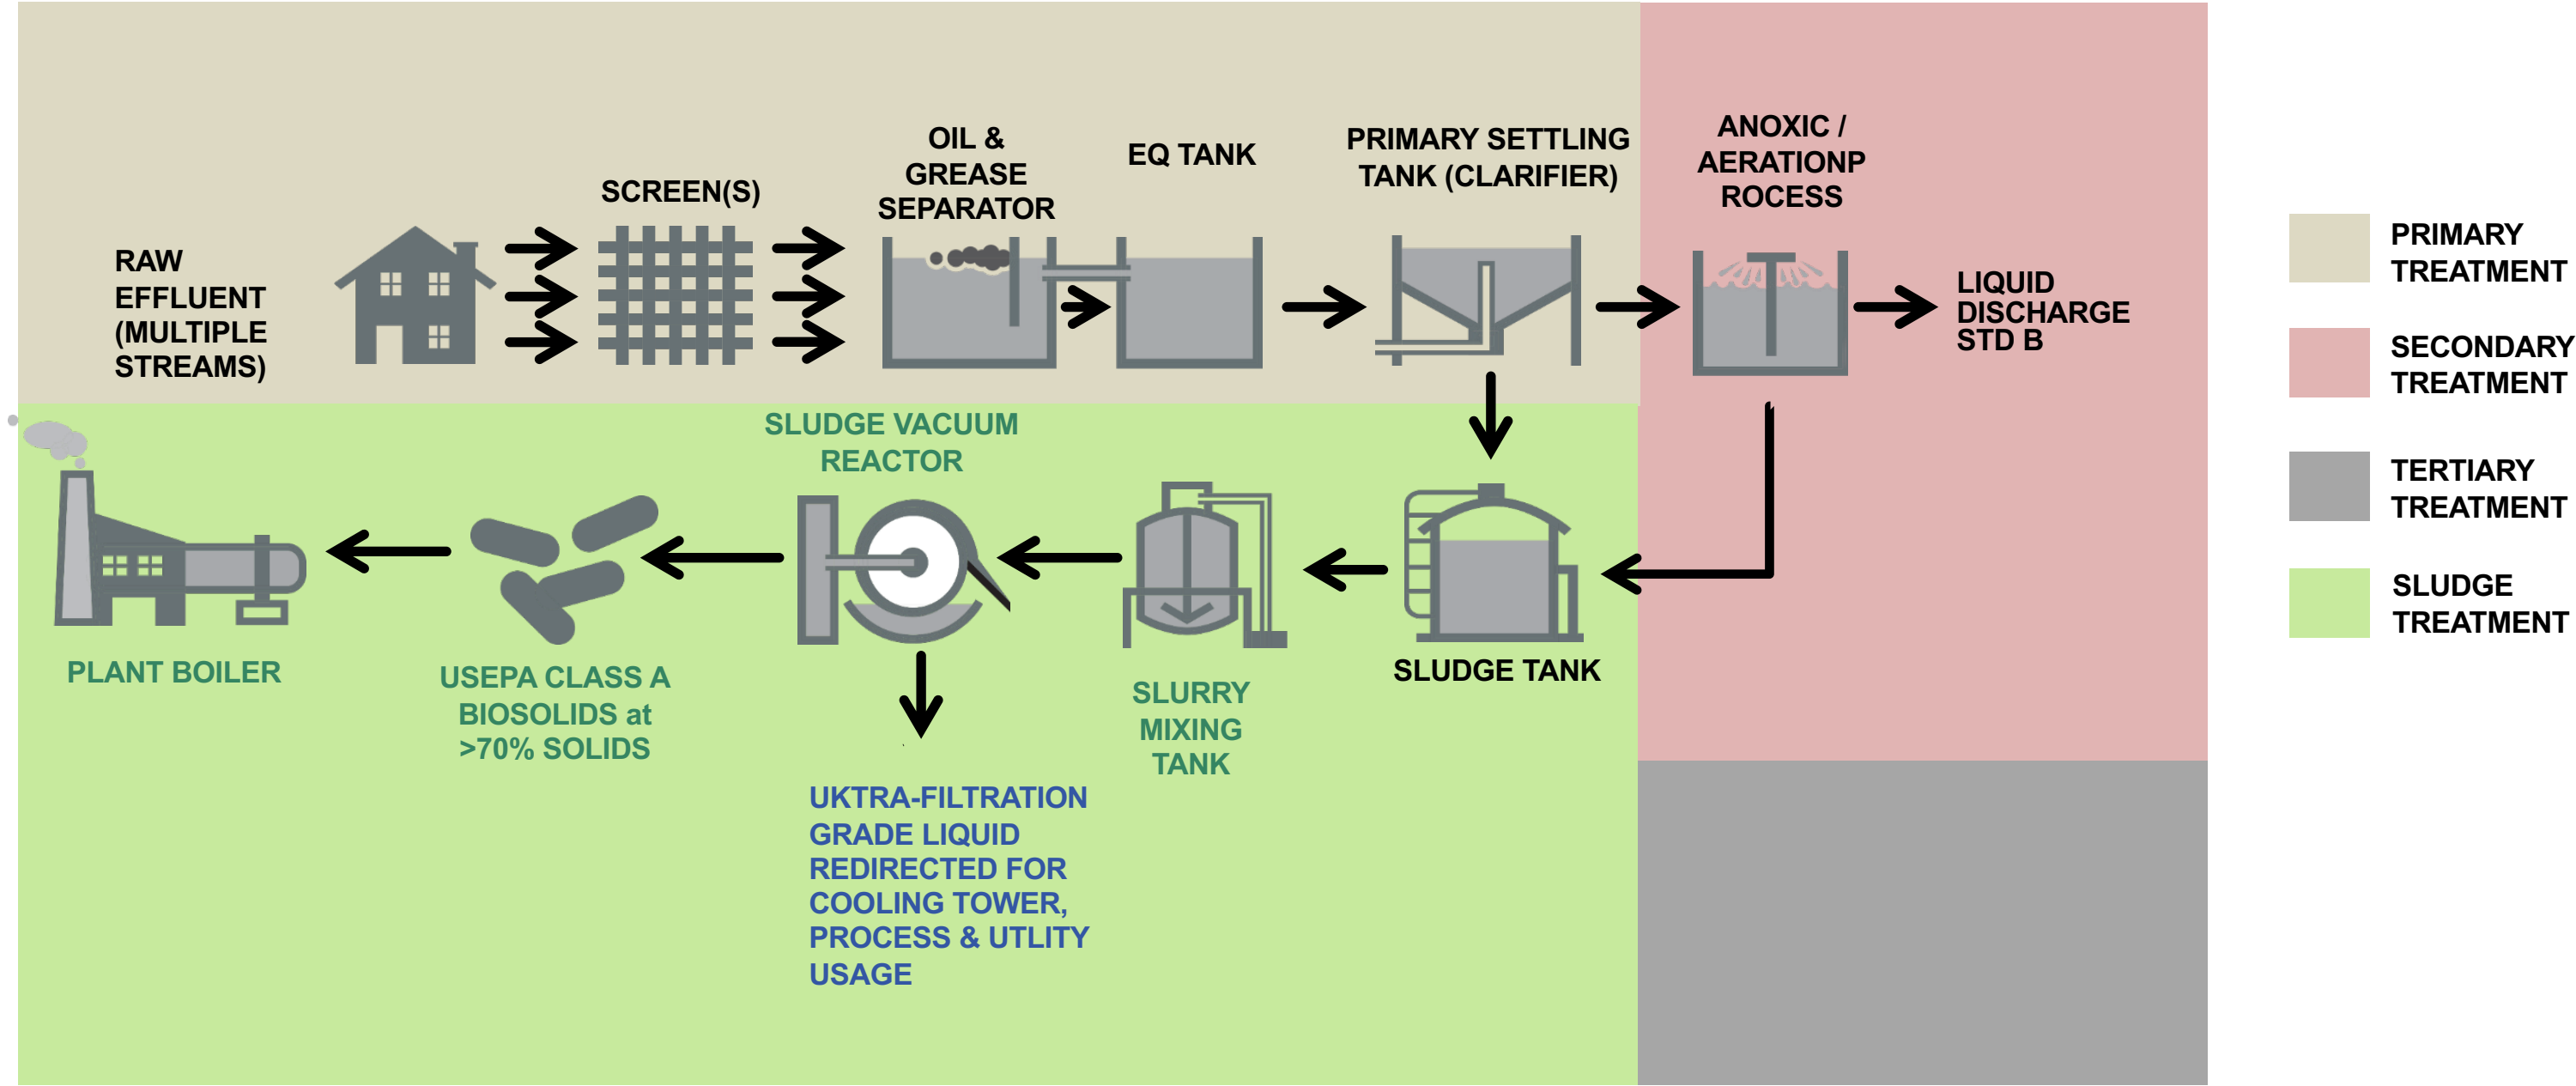 RAW
EFFLUENT
(MULTIPLE
STREAMS)
SCREEN(S)
OIL &
GREASE
SEPARATOR
EQ TANK
PRIMARY SETTLING
TANK (CLARIFIER)
ANOXIC /
AERATIONP
ROCESS
LIQUID
DISCHARGE
STD B
PRIMARY
TREATMENT
SECONDARY
TREATMENT
TERTIARY
TREATMENT
SLUDGE
TREATMENT
SLUDGE VACUUM
REACTOR
PLANT BOILER
USEPA CLASS A
BIOSOLIDS at
>70% SOLIDS
SLURRY
MIXING
TANK
SLUDGE TANK
UKTRA-FILTRATION
GRADE LIQUID
REDIRECTED FOR
COOLING TOWER,
PROCESS & UTLITY
USAGE